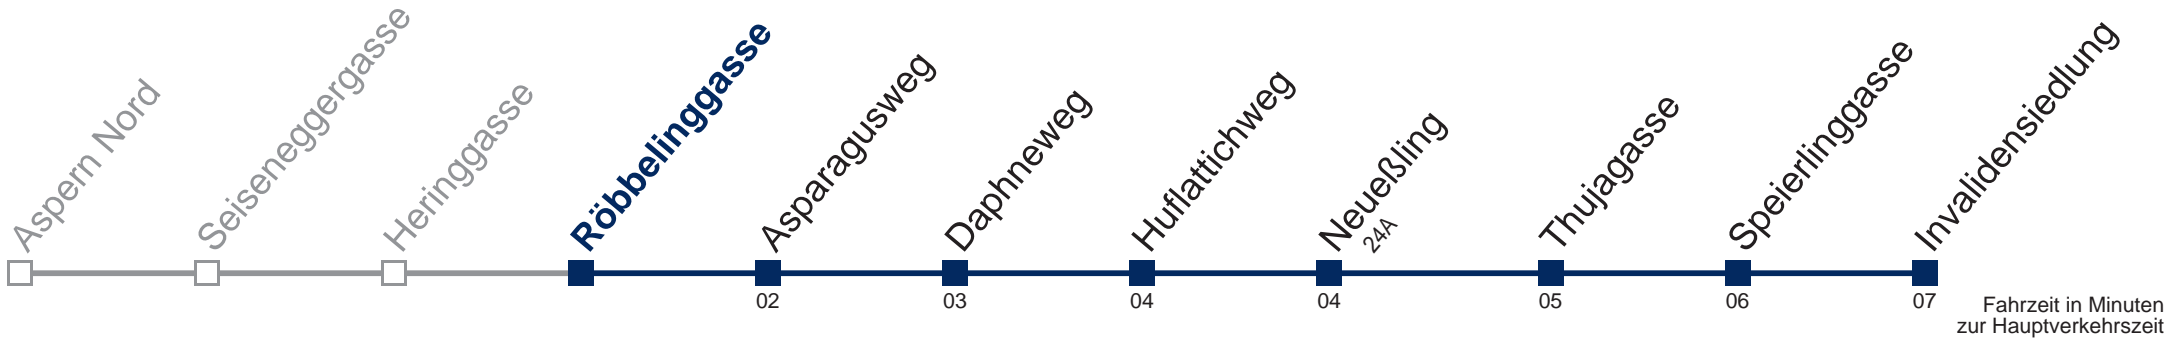 Aspern Nord
Seiseneggergasse
Heringgasse
Röbbelinggasse
Asparagusweg
Daphneweg
Huflattichweg
Neueßling
24A
Thujagasse
Speierlinggasse
Invalidensiedlung
02
03
04
04
05
06
07
Fahrzeit in Minuten
zur Hauptverkehrszeit